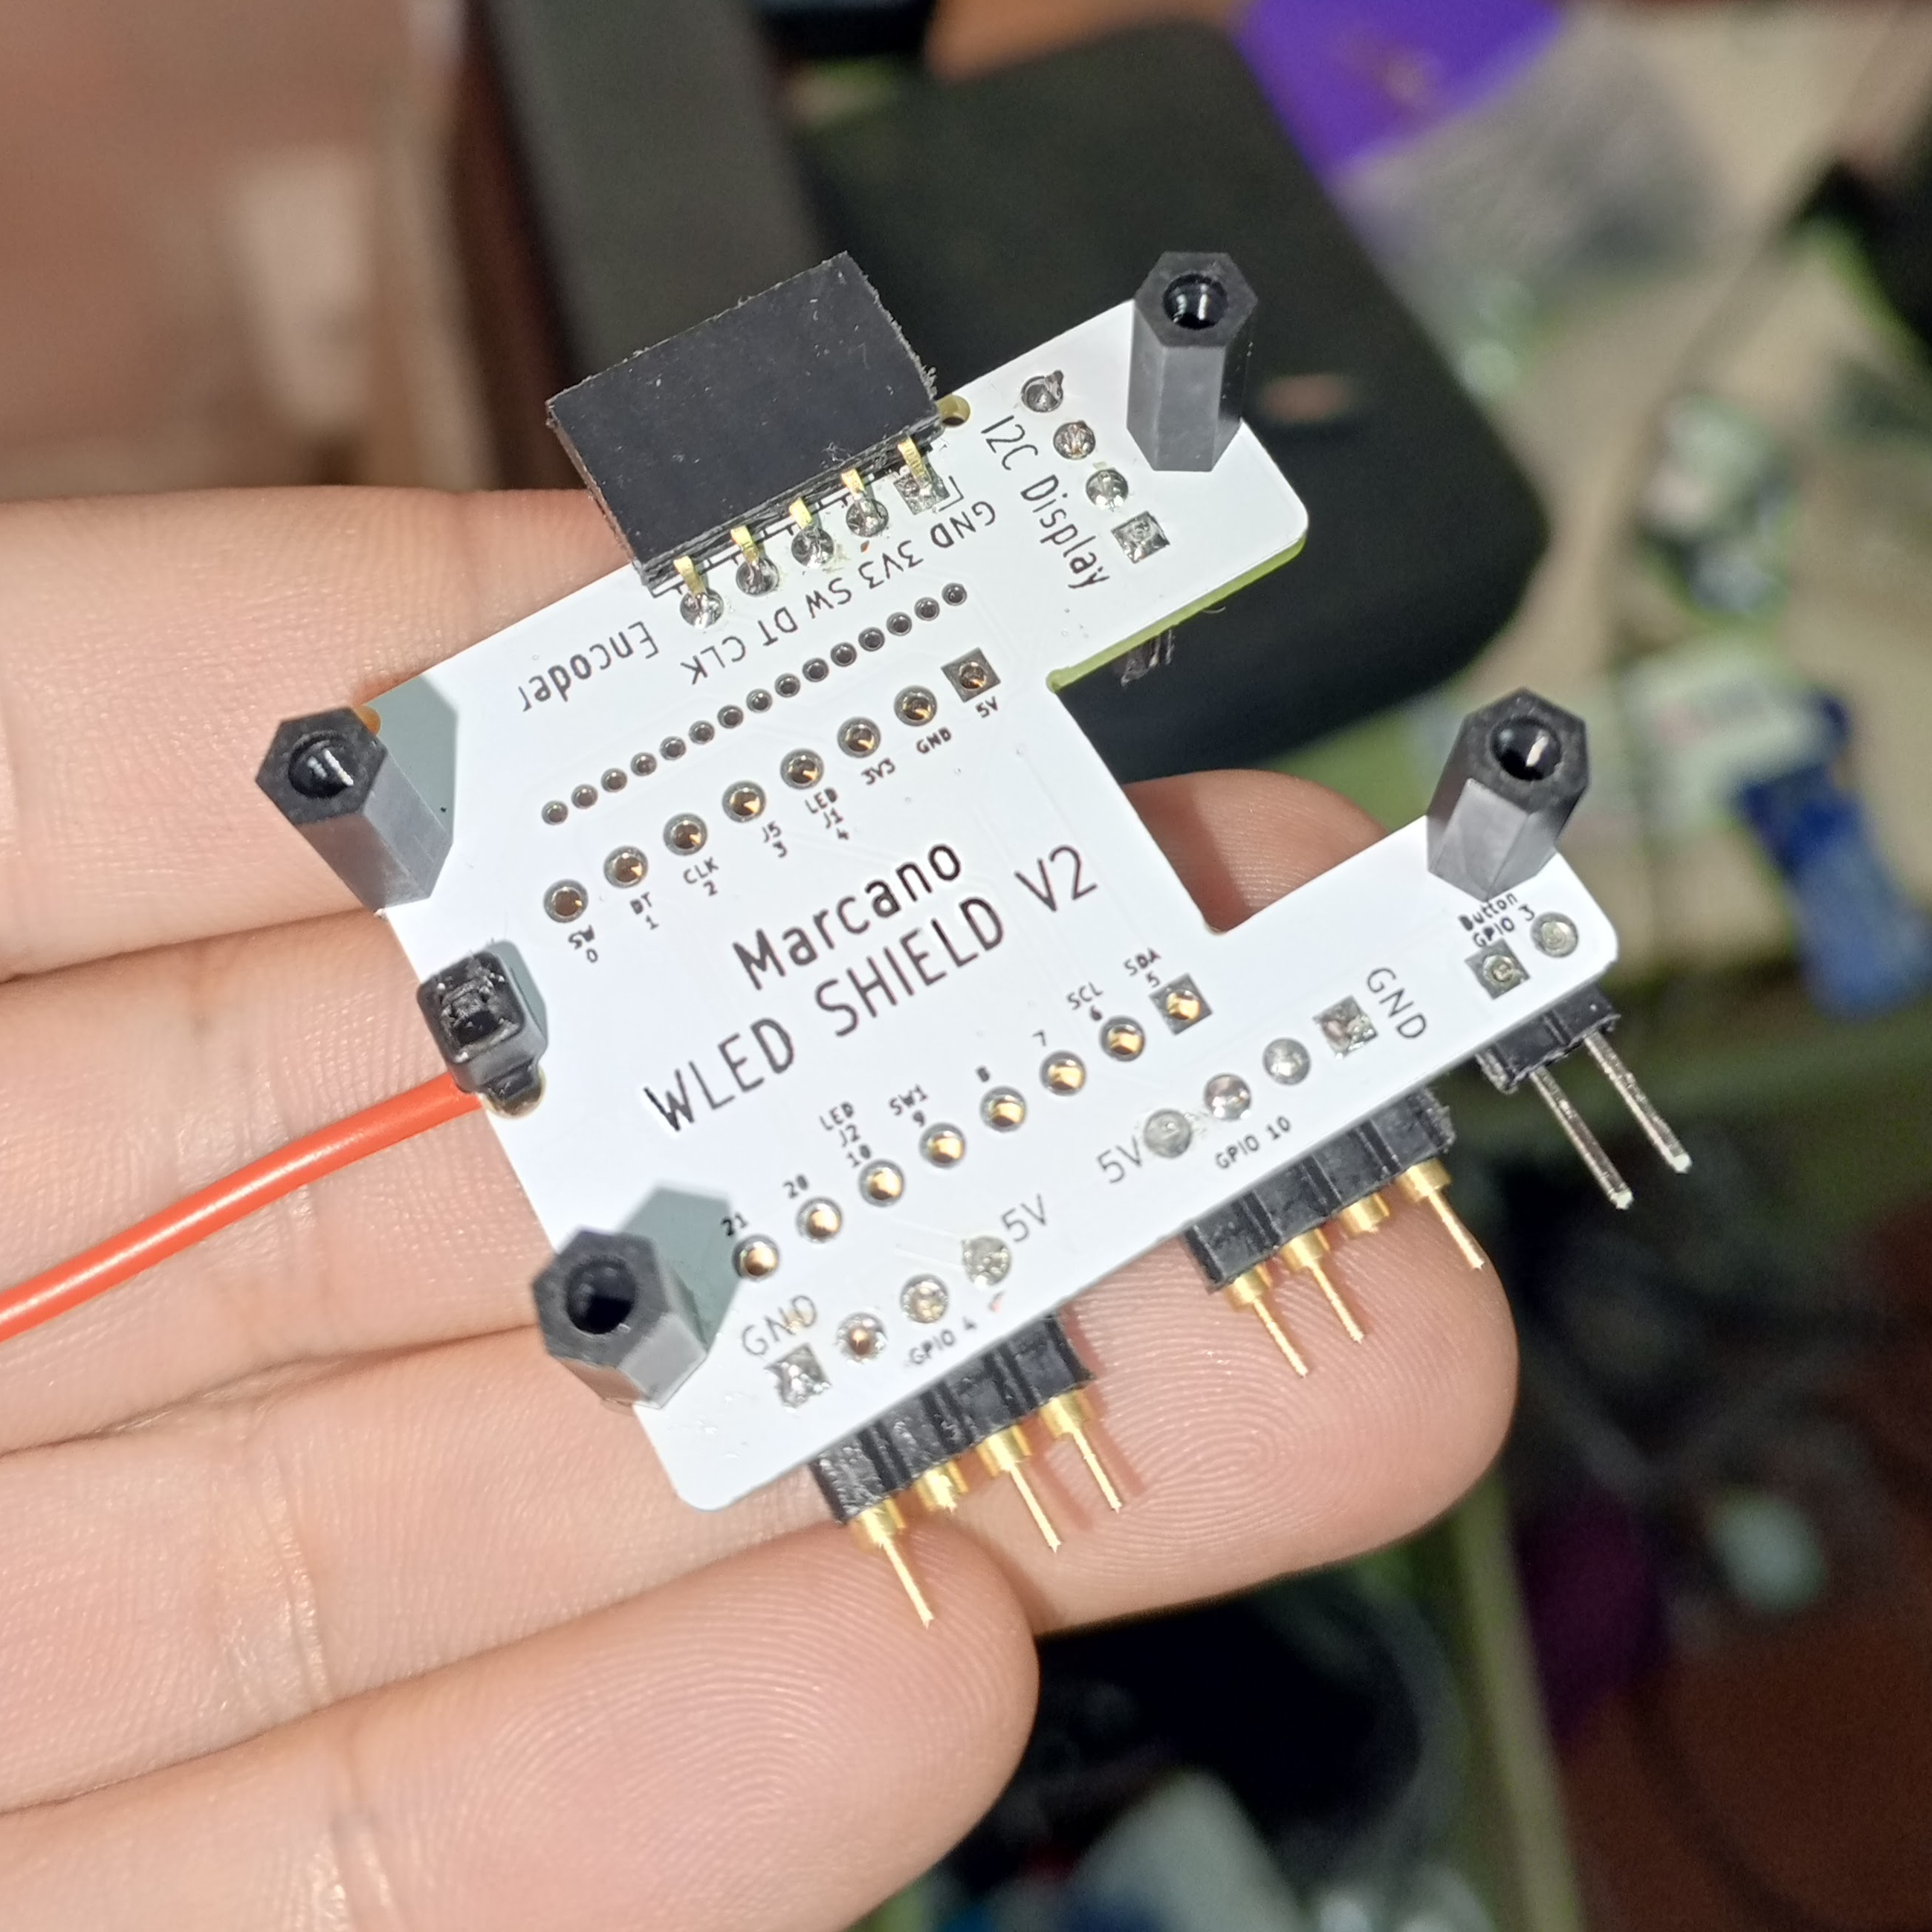 I2C Display
GND 3V3 SW DT CLK
Encoder
5V
GND
3V3
LED
J1
4
J5
3
CLK
2
DT
1
SW
0
Marcano
WLED SHIELD V2
Button
GPIO 3
SDA
5
SCL
6
7
8
SW1
9
LED
J2
10
20
21
GND
GPIO 10
5V
5V
GPIO 4
GND